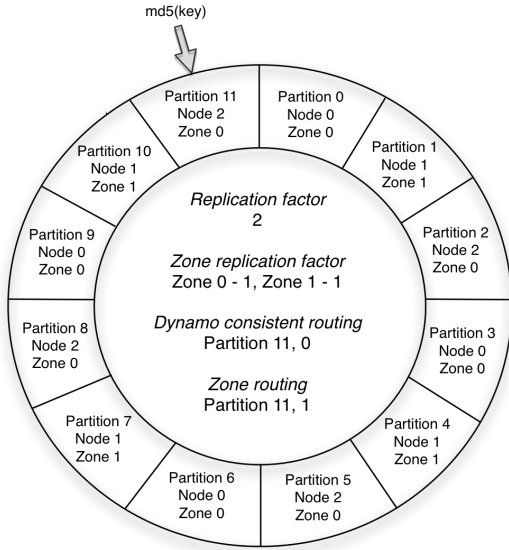 md5(key)
Partition 11
Node 2
Zone 0
Partition 0
Node 0
Zone 0
Partition 1
Node 1
Zone 1
Partition 2
Node 2
Zone 0
Partition 3
Node 0
Zone 0
Partition 4
Node 1
Zone 1
Partition 5
Node 2
Zone 0
Partition 6
Node 0
Zone 0
Partition 7
Node 1
Zone 1
Partition 8
Node 2
Zone 0
Partition 9
Node 0
Zone 0
Partition 10
Node 1
Zone 1
Replication factor
2
Zone replication factor
Zone 0 - 1, Zone 1 - 1
Dynamo consistent routing
Partition 11, 0
Zone routing
Partition 11, 1